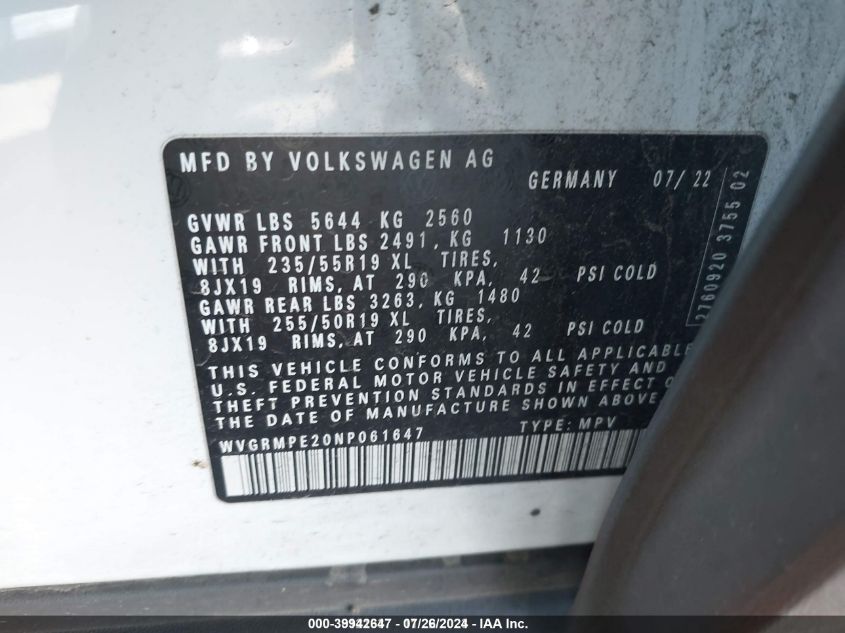 MFD BY VOLKSWAGEN AG
GERMANY 07/ 22
GVWR LBS 5644 KG 2560
GAWR FRONT LBS 2491, KG 1130
WITH 235/55R19 XL TIRES,
8JX19 RIMS, AT 290 KPA, 42 PSI COLD
GAWR REAR LBS 3263, KG 1480
WITH 255/50R19 XL TIRES,
8JX19 RIMS, AT 290 KPA, 42 PSI COLD
THIS VEHICLE CONFORMS TO ALL APPLICABLE
U.S. FEDERAL MOTOR VEHICLE SAFETY AND
THEFT PREVENTION STANDARDS IN EFFECT
THE DATE OF MANUFACTURE SHOWN ABOVE
WVGRMPE20NP061647 TYPE: MPV
2760920 3755 02
000-39942647 - 07/26/2024 - IAA Inc.